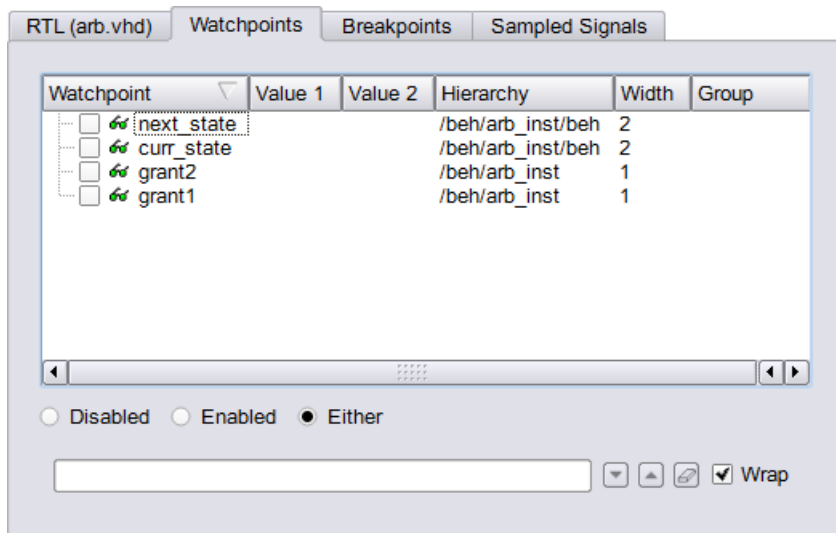 RTL (arb.vhd) Watchpoints Breakpoints Sampled Signals
Watchpoint Value 1 Value 2 Hierarchy Width Group
next_state /beh/arb_inst/beh 2
curr_state /beh/arb_inst/beh 2
grant2 /beh/arb_inst 1
grant1 /beh/arb_inst 1
Disabled Enabled Either
Wrap